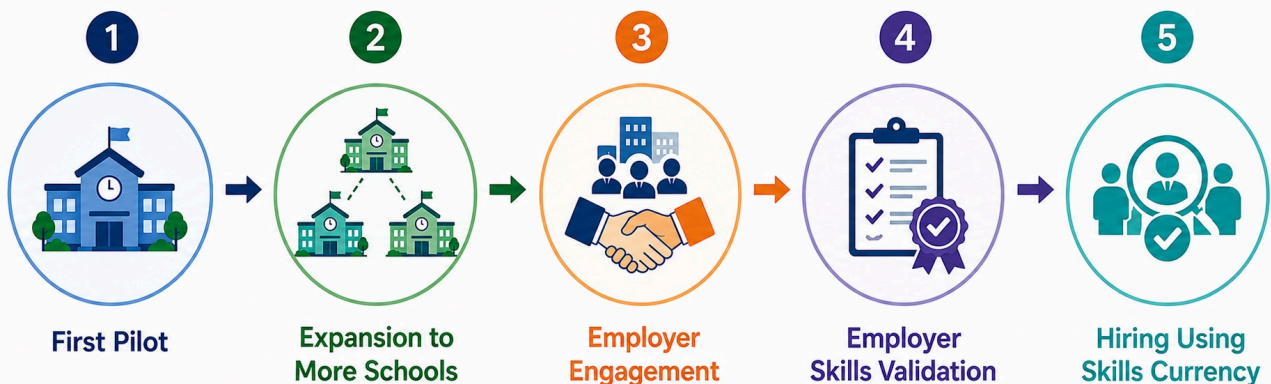 1
2
3
4
5
First Pilot
Expansion to
More Schools
Employer
Engagement
Employer
Skills Validation
Hiring Using
Skills Currency